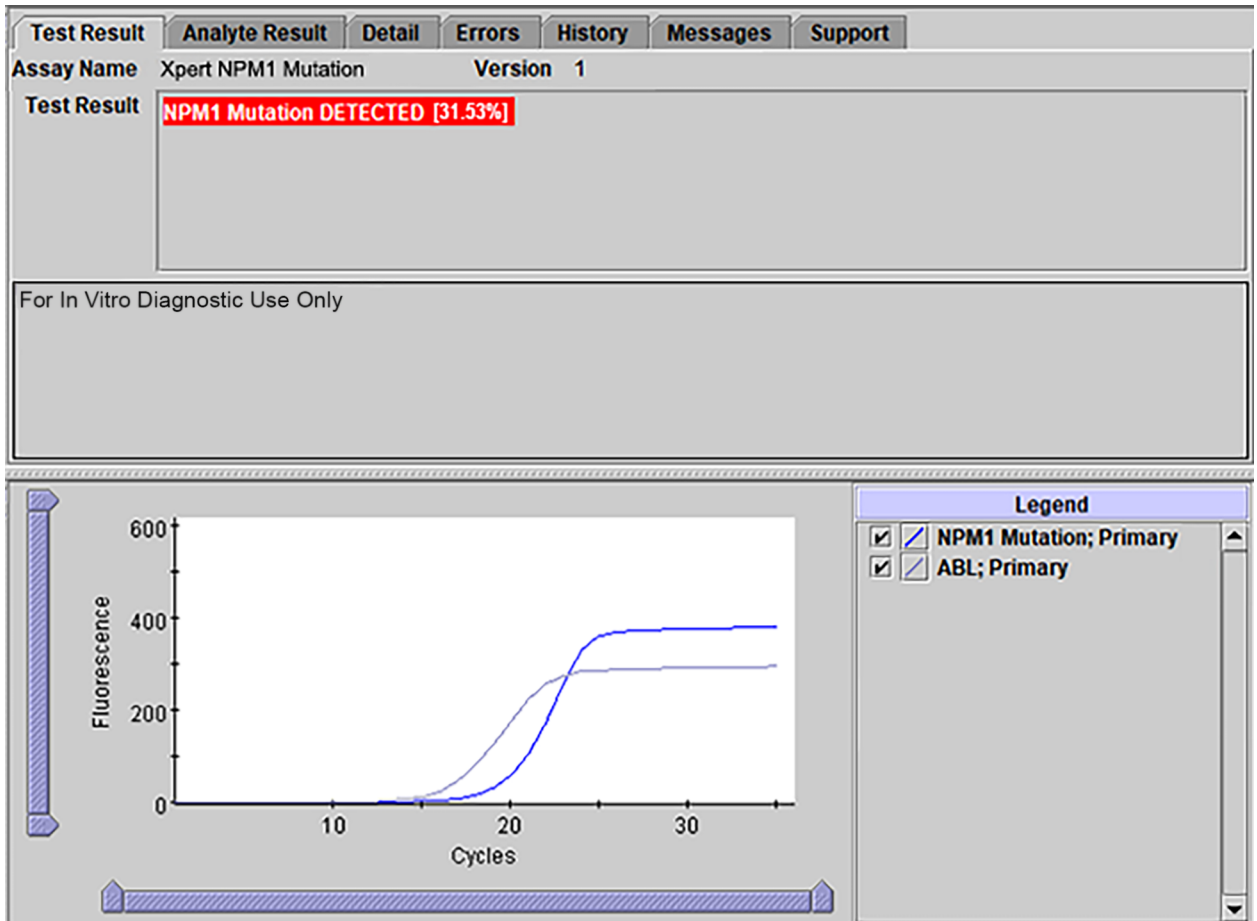 Test Result Analyte Result Detail Errors History Messages Support
Assay Name Xpert NPM1 Mutation Version 1
Test Result NPM1 Mutation DETECTED [31.53%]
For In Vitro Diagnostic Use Only
Legend
NPM1 Mutation; Primary
ABL; Primary
600
400
200
0
Fluorescence
10 20 30
Cycles